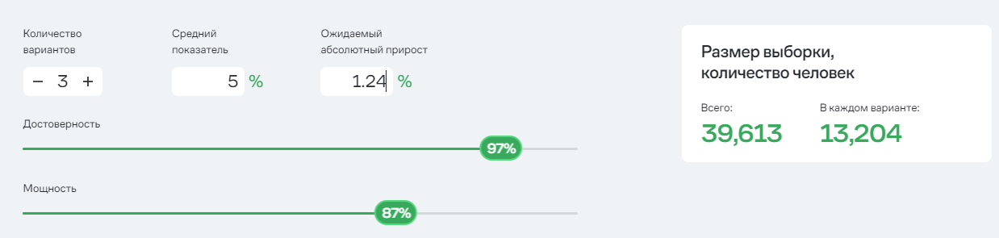 Количество
вариантов
− 3 +
Средний
показатель
5 %
Ожидаемый
абсолютный прирост
1.24 %
Достоверность
97%
Мощность
87%
Размер выборки,
количество человек
Всего:
39,613
В каждом варианте:
13,204